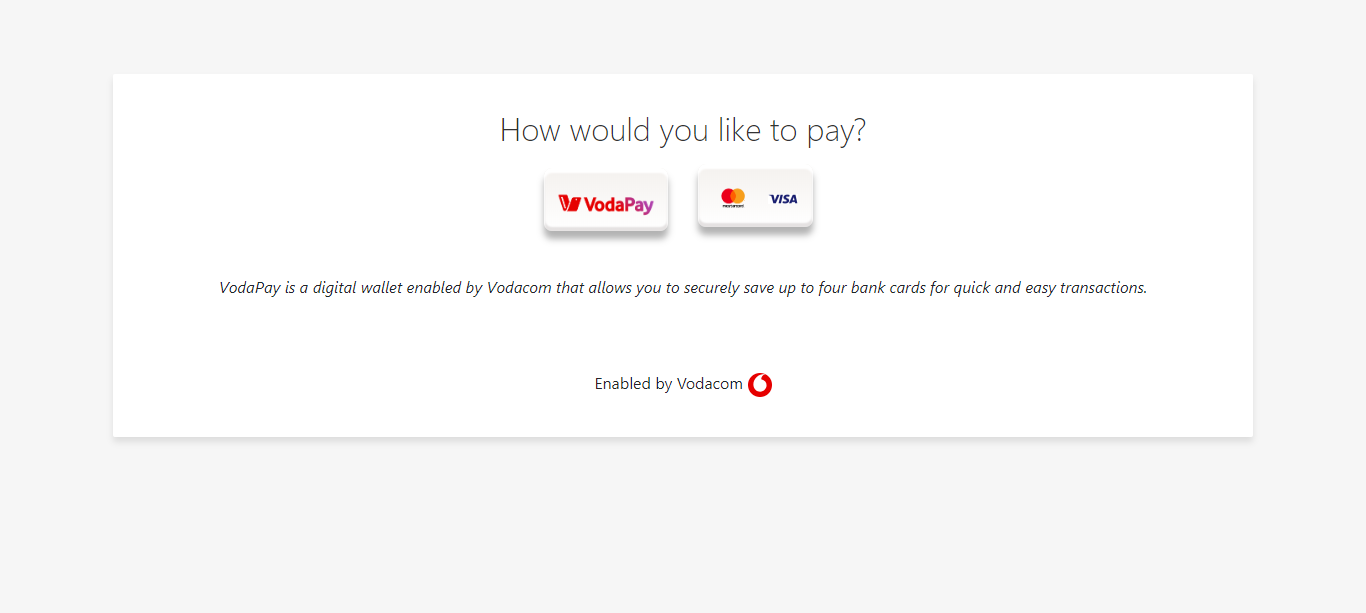 How would you like to pay?
VodaPay mastercard VISA
VodaPay is a digital wallet enabled by Vodacom that allows you to securely save up to four bank cards for quick and easy transactions.
Enabled by Vodacom